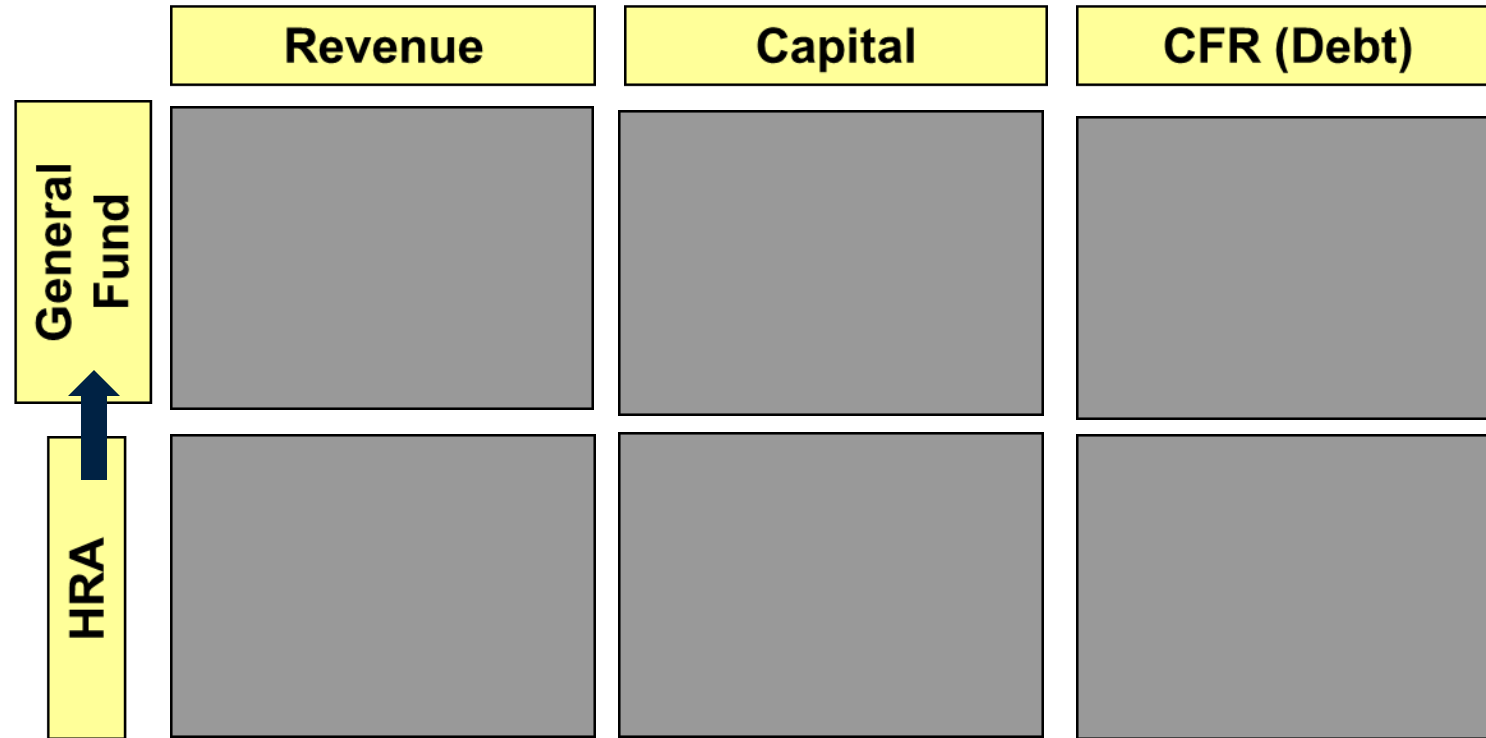 Revenue
Capital
CFR (Debt)
General
Fund
HRA